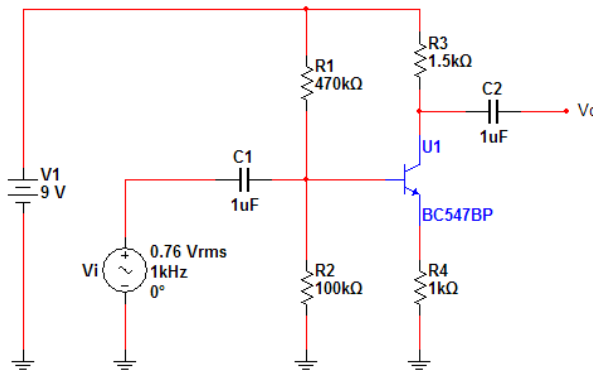 R1
470kΩ
R3
1.5kΩ
C2
1uF
U1
V1
9 V
C1
1uF
BC547BP
Vi
0.76 Vrms
1kHz
0°
R2
100kΩ
R4
1kΩ